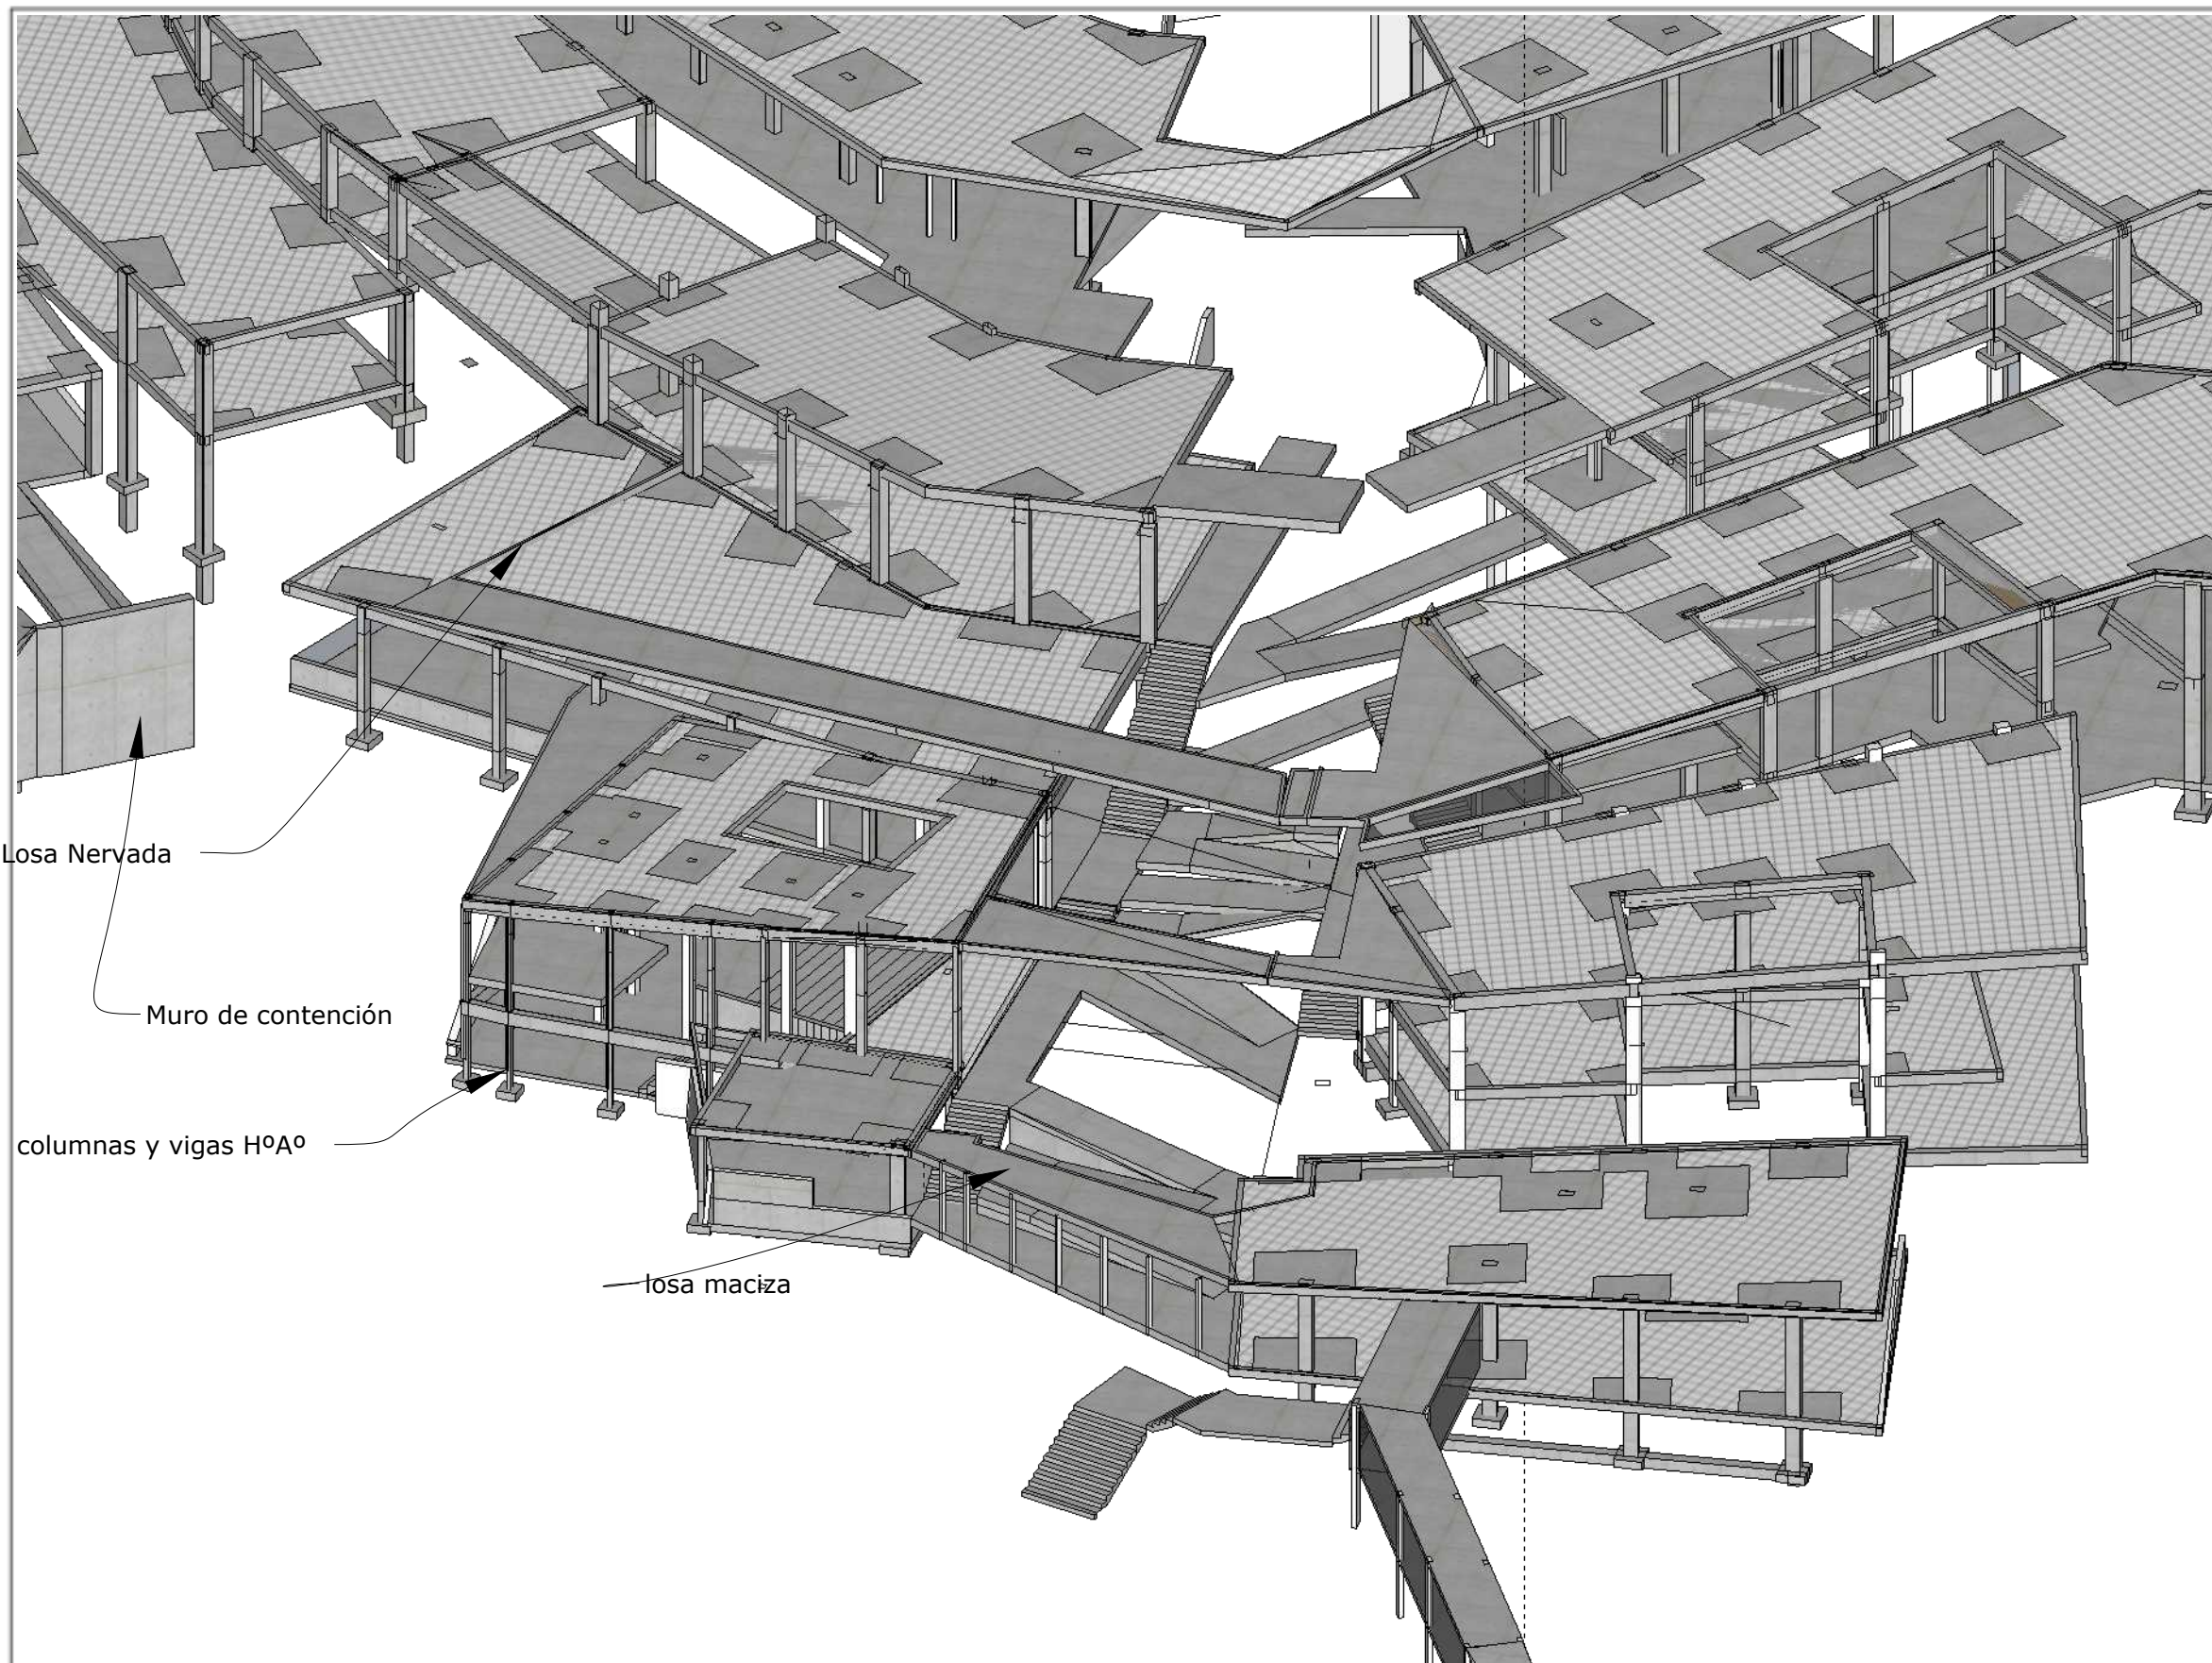 Losa Nervada
Muro de contención
columnas y vigas HºAº
losa maciza